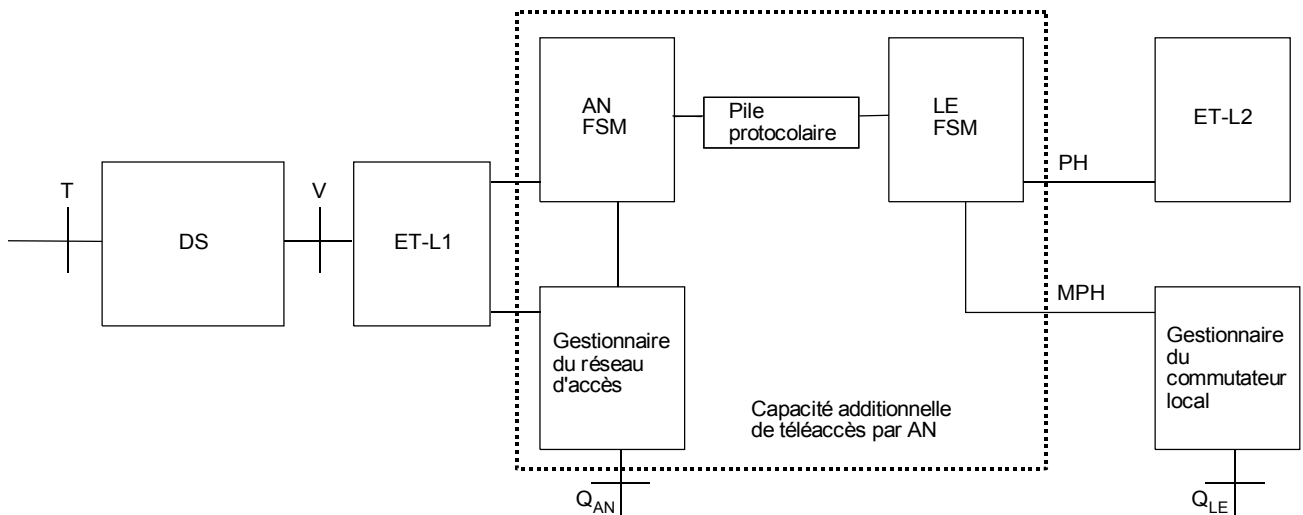 T
DS
V
ET-L1
AN
FSM
Pile
protocolaire
LE
FSM
PH
ET-L2
MPH
Gestionnaire
du réseau
d'accès
Capacité additionnelle
de téléaccès par AN
Gestionnaire
du
commutateur
local
QAN
QLE